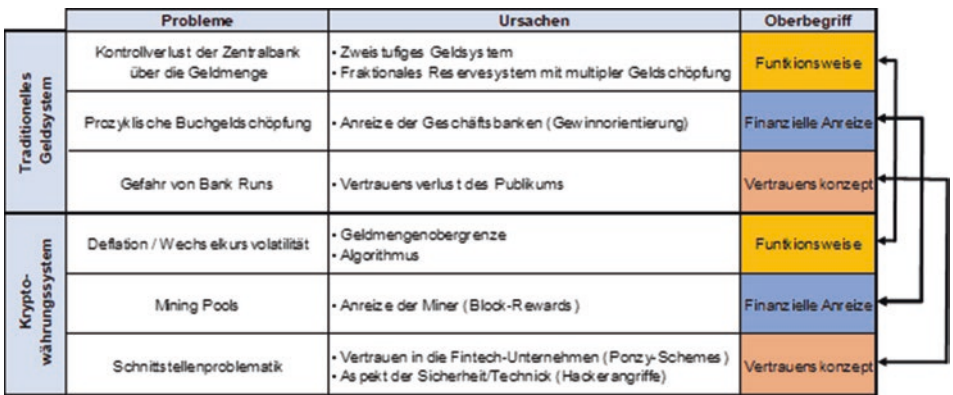 Probleme Ursachen Oberbegriff
Traditionelles
Geldsystem
Kontrollverlust der Zentralbank
über die Geldmenge
• Zweistufiges Geldsystem
• Fraktionales Reservesystem mit multipler Geldschöpfung
Funtkionsweise
Prozyklische Buchgeldschöpfung
• Anreize der Geschäftsbanken (Gewinnorientierung)
Finanzielle Anreize
Gefahr von Bank Runs
• Vertrauensverlust des Publikums
Vertrauenskonzept
Krypto-
währungssystem
Deflation / Wechselkursvolatilität
• Geldmengenobergrenze
• Algorithmus
Funtkionsweise
Mining Pools
• Anreize der Miner (Block-Rewards)
Finanzielle Anreize
Schnittstellenproblematik
• Vertrauen in die Fintech-Unternehmen (Ponzy-Schemes)
• Aspekt der Sicherheit/Technick (Hackerangriffe)
Vertrauenskonzept